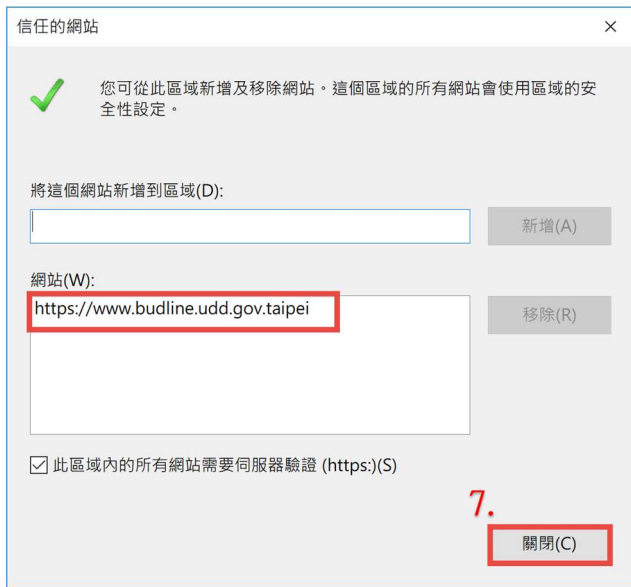 信任的網站
您可從此區域新增及移除網站。這個區域的所有網站會使用區域的安
全性設定。
將這個網站新增到區域(D):
新增(A)
網站(W):
https://www.budline.udd.gov.taipei
移除(R)
此區域內的所有網站需要伺服器驗證 (https:)(S)
7.
關閉(C)